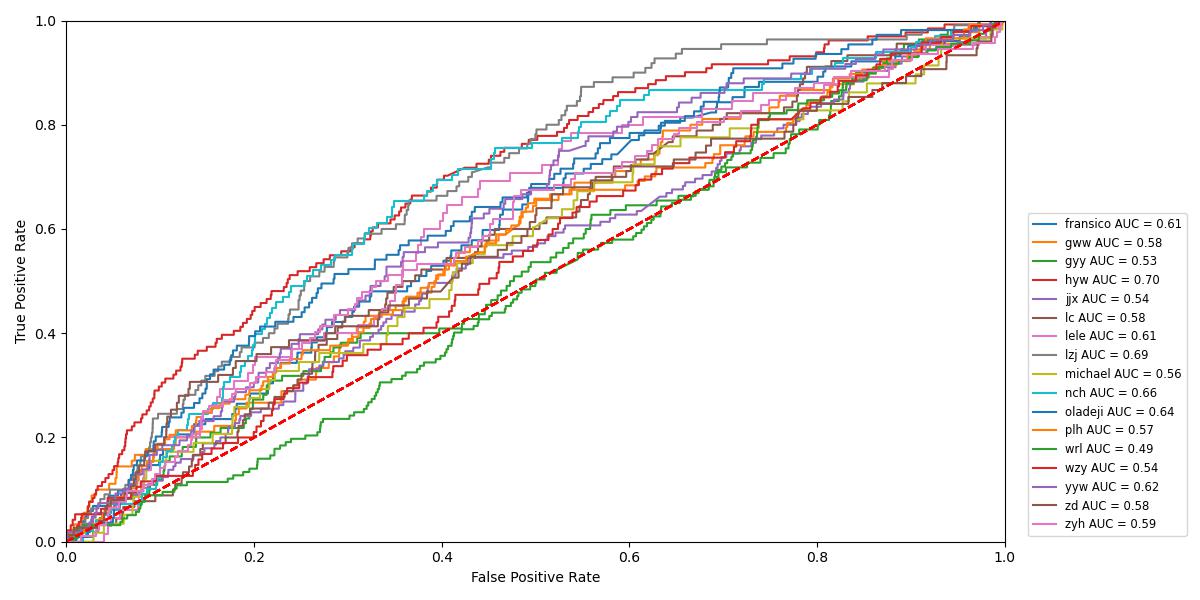 1.0
0.8
0.6
0.4
0.2
0.0
True Positive Rate
0.0 0.2 0.4 0.6 0.8 1.0
False Positive Rate
fransico AUC = 0.61
gww AUC = 0.58
gyy AUC = 0.53
hyw AUC = 0.70
jjx AUC = 0.54
lc AUC = 0.58
lele AUC = 0.61
lzj AUC = 0.69
michael AUC = 0.56
nch AUC = 0.66
oladeji AUC = 0.64
plh AUC = 0.57
wrl AUC = 0.49
wzy AUC = 0.54
yyw AUC = 0.62
zd AUC = 0.58
zyh AUC = 0.59